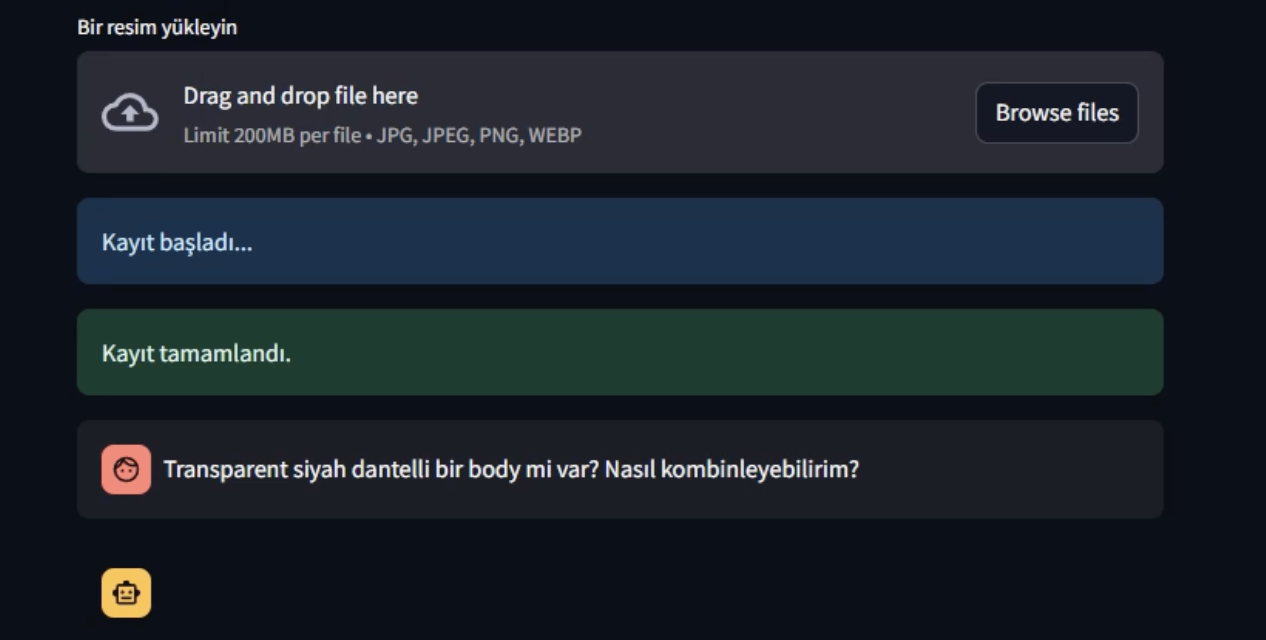 Bir resim yükleyin
Drag and drop file here
Limit 200MB per file • JPG, JPEG, PNG, WEBP
Browse files
Kayıt başladı...
Kayıt tamamlandı.
Transparent siyah dantelli bir body mi var? Nasıl kombinleyebilirim?